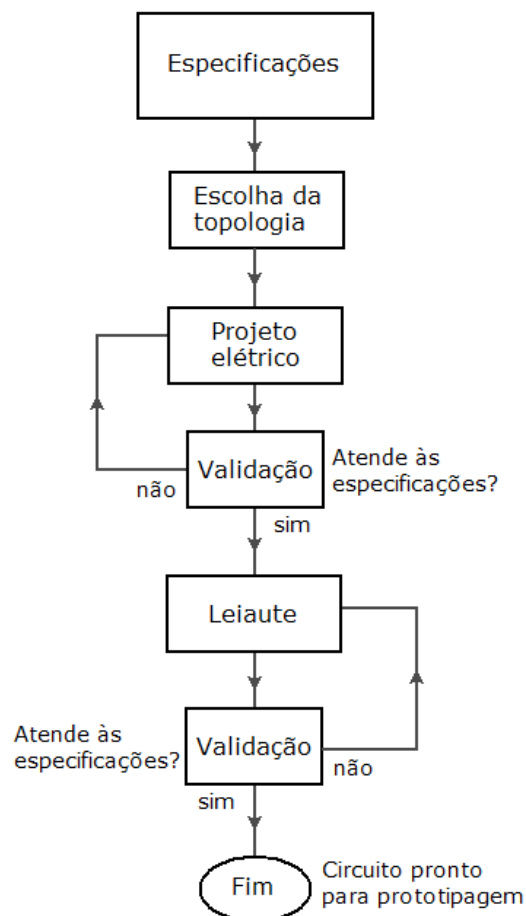 Especificações
Escolha da
topologia
Projeto
elétrico
Validação
Atende às
especificações?
não
sim
Leiaute
Atende às
especificações?
Validação
não
sim
Fim
Circuito pronto
para prototipagem